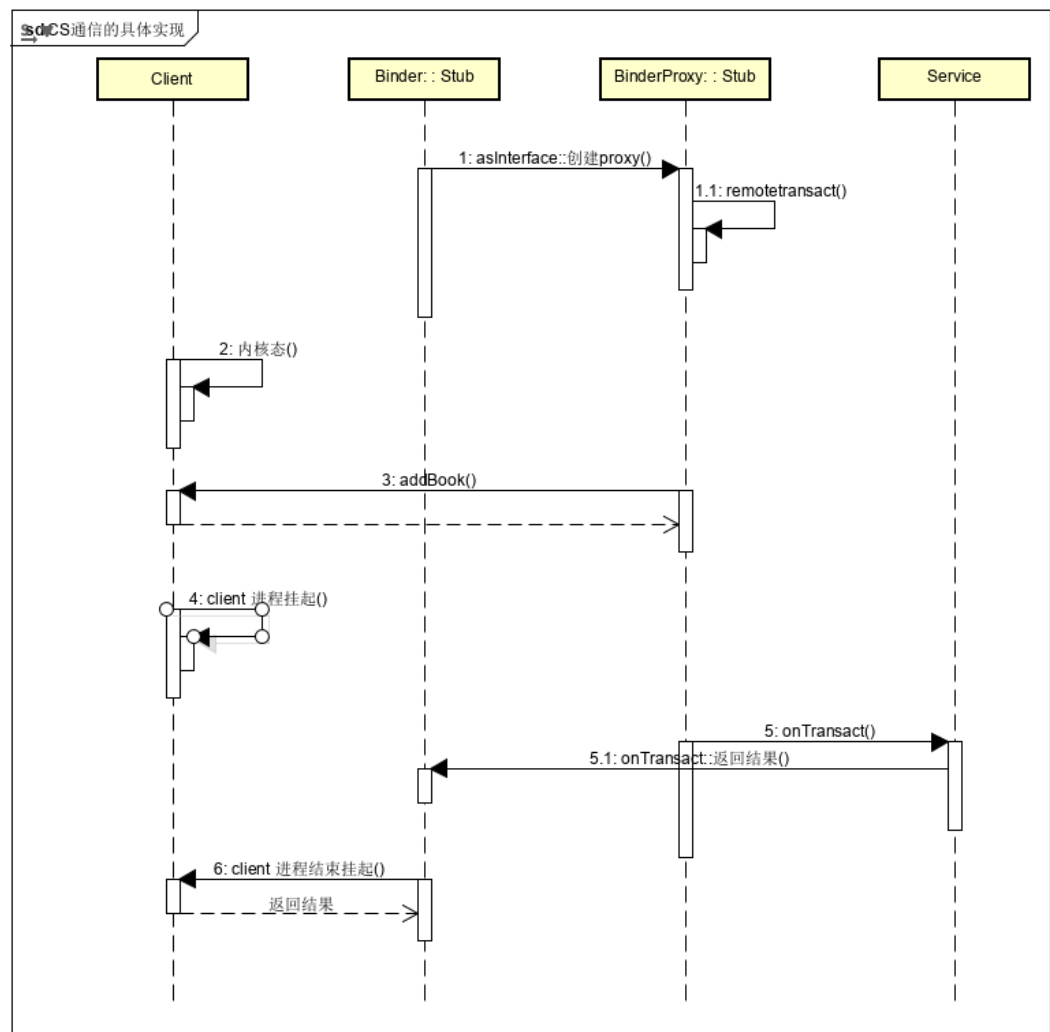 sd CS通信的具体实现
Client
Binder: : Stub
BinderProxy: : Stub
Service
1: asInterface::创建proxy()
1.1: remotetransact()
2: 内核态()
3: addBook()
4: client 进程挂起()
5: onTransact()
5.1: onTransact::返回结果()
6: client 进程结束挂起()
返回结果